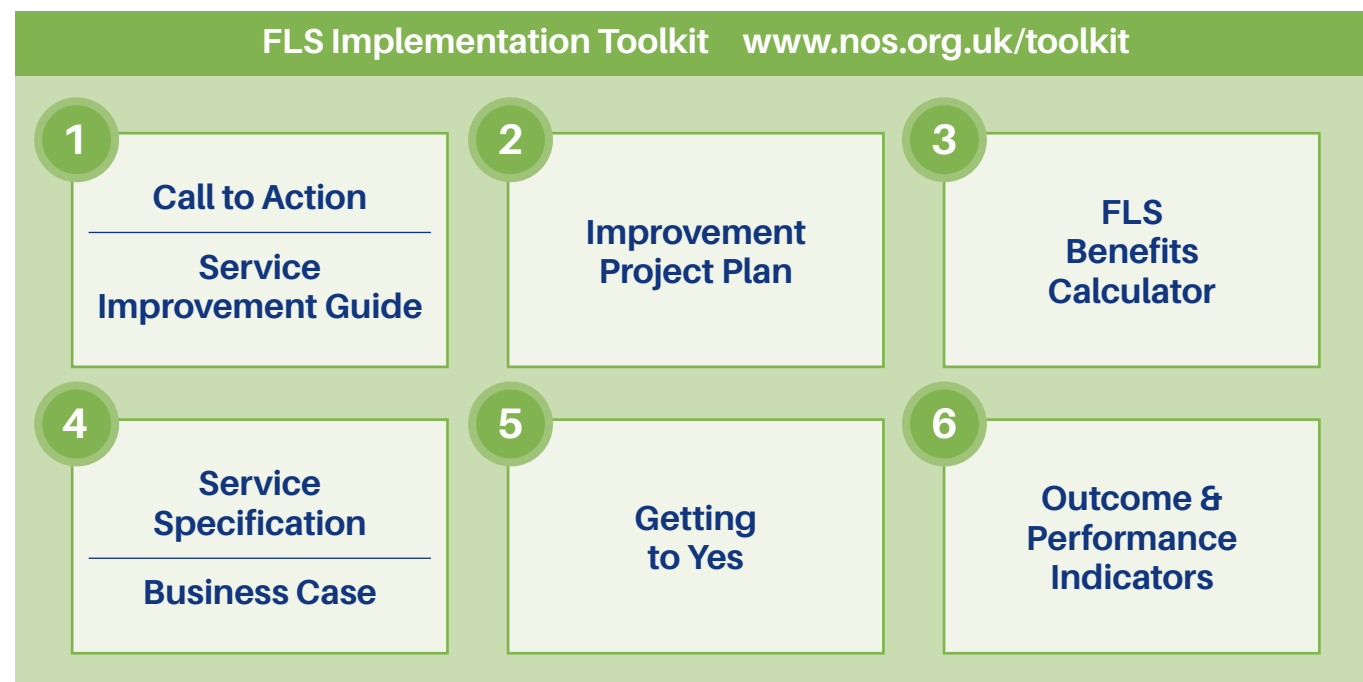 FLS Implementation Toolkit www.nos.org.uk/toolkit
1
Call to Action
Service
Improvement Guide
2
Improvement
Project Plan
3
FLS
Benefits
Calculator
4
Service
Specification
Business Case
5
Getting
to Yes
6
Outcome &
Performance
Indicators